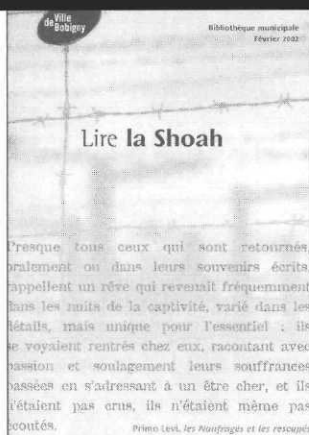 Ville
de Bobigny
Bibliothèque municipale
Février 2002
Lire la Shoah
Presque tous ceux qui sont retournés,
oralement ou dans leurs souvenirs écrits,
rappellent un rêve qui revenait fréquemment
dans les nuits de la captivité, varié dans les
détails, mais unique pour l'essentiel : ils
se voyaient rentrés chez eux, racontant avec
passion et soulagement leurs souffrances
passées en s'adressant à un être cher, et ils
n'étaient pas crus, ils n'étaient même pas
écoutés.
Primo Levi, les Naufragés et les rescapés